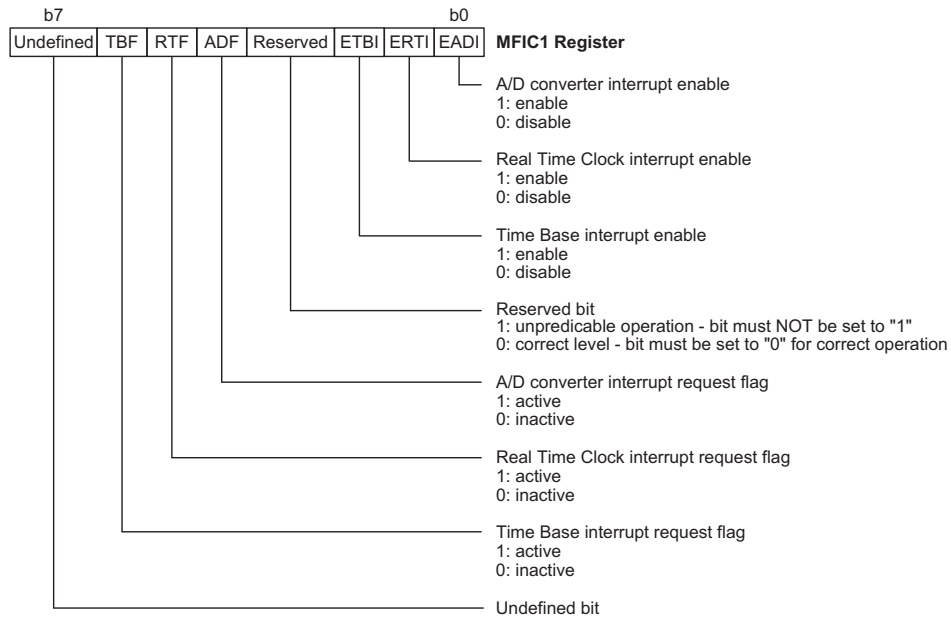 b7 b0
Undefined TBF RTF ADF Reserved ETBI ERTI EADI MFIC1 Register
A/D converter interrupt enable
1: enable
0: disable
Real Time Clock interrupt enable
1: enable
0: disable
Time Base interrupt enable
1: enable
0: disable
Reserved bit
1: unpredicable operation - bit must NOT be set to "1"
0: correct level - bit must be set to "0" for correct operation
A/D converter interrupt request flag
1: active
0: inactive
Real Time Clock interrupt request flag
1: active
0: inactive
Time Base interrupt request flag
1: active
0: inactive
Undefined bit